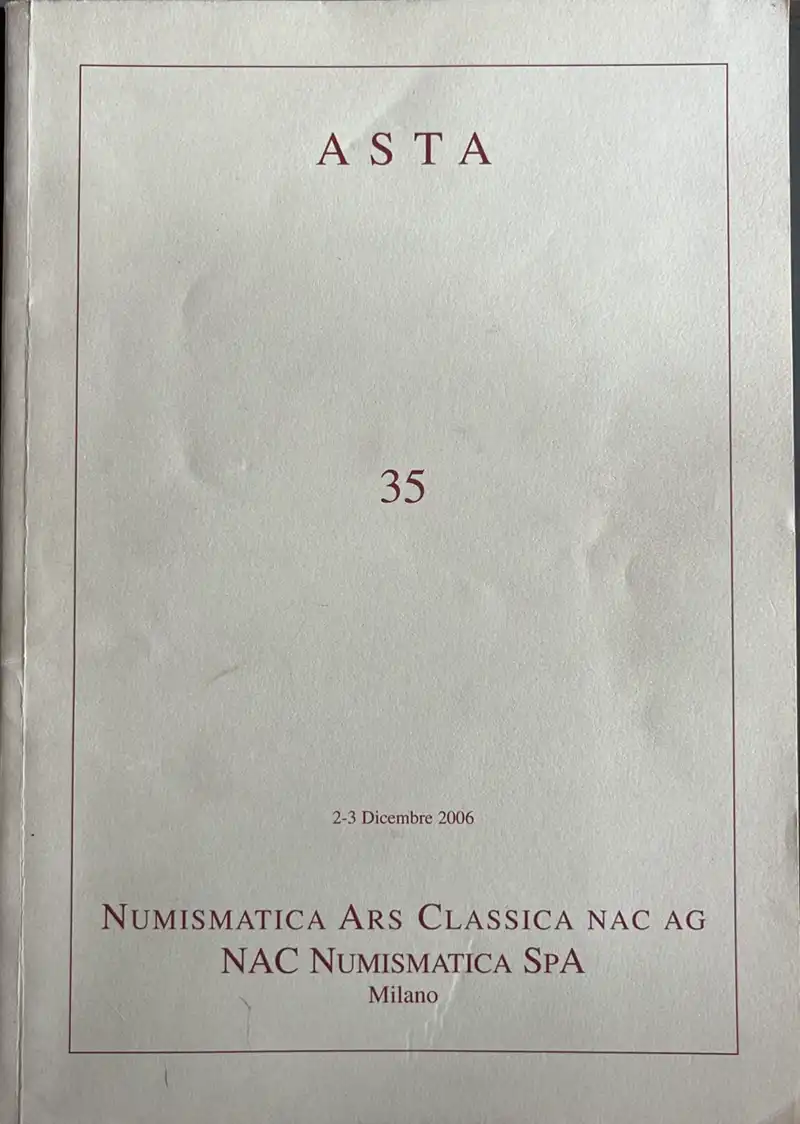 ASTA
35
2-3 Dicembre 2006
NUMISMATICA ARS CLASSICA NAC AG
NAC NUMISMATICA SPA
Milano